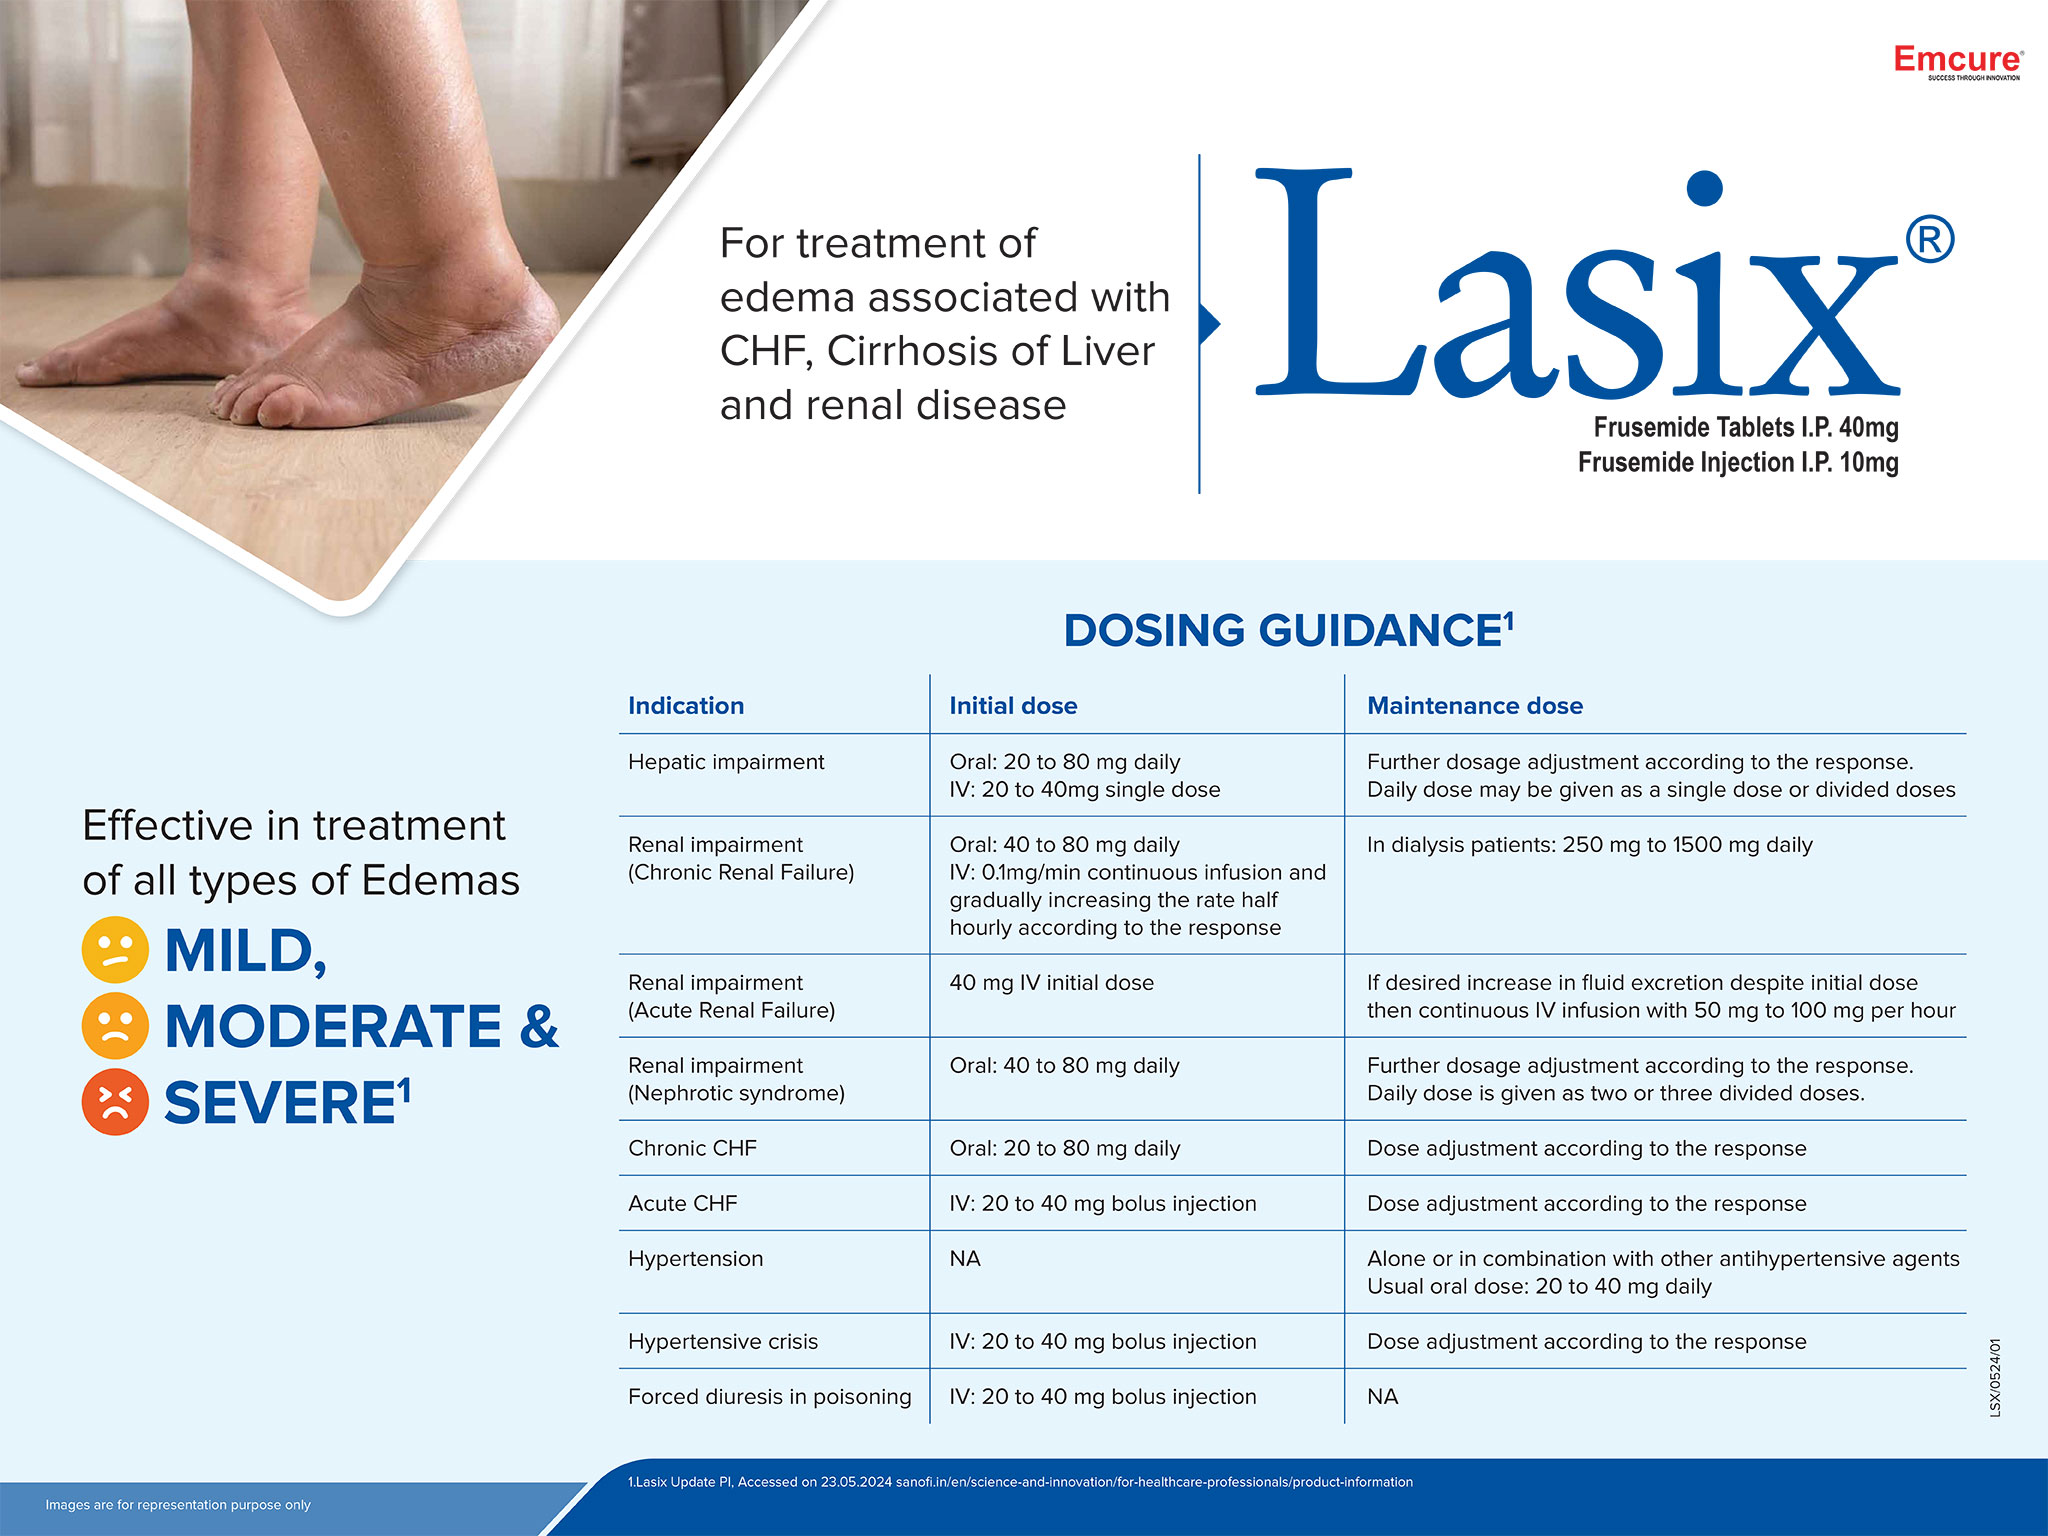 Emcure®
SUCCESS THROUGH INNOVATION
For treatment of
edema associated with
CHF, Cirrhosis of Liver
and renal disease
Lasix®
Frusemide Tablets I.P. 40mg
Frusemide Injection I.P. 10mg
Effective in treatment
of all types of Edemas
MILD,
MODERATE &
SEVERE¹
DOSING GUIDANCE¹
Indication Initial dose Maintenance dose
Hepatic impairment Oral: 20 to 80 mg daily Further dosage adjustment according to the response.
IV: 20 to 40mg single dose Daily dose may be given as a single dose or divided doses
Renal impairment Oral: 40 to 80 mg daily In dialysis patients: 250 mg to 1500 mg daily
(Chronic Renal Failure) IV: 0.1mg/min continuous infusion and
gradually increasing the rate half
hourly according to the response
Renal impairment 40 mg IV initial dose If desired increase in fluid excretion despite initial dose
(Acute Renal Failure) then continuous IV infusion with 50 mg to 100 mg per hour
Renal impairment Oral: 40 to 80 mg daily Further dosage adjustment according to the response.
(Nephrotic syndrome) Daily dose is given as two or three divided doses.
Chronic CHF Oral: 20 to 80 mg daily Dose adjustment according to the response
Acute CHF IV: 20 to 40 mg bolus injection Dose adjustment according to the response
Hypertension NA Alone or in combination with other antihypertensive agents
Usual oral dose: 20 to 40 mg daily
Hypertensive crisis IV: 20 to 40 mg bolus injection Dose adjustment according to the response
Forced diuresis in poisoning IV: 20 to 40 mg bolus injection NA
LSX/0524/01
1.Lasix Update PI, Accessed on 23.05.2024 sanofi.in/en/science-and-innovation/for-healthcare-professionals/product-information
Images are for representation purpose only